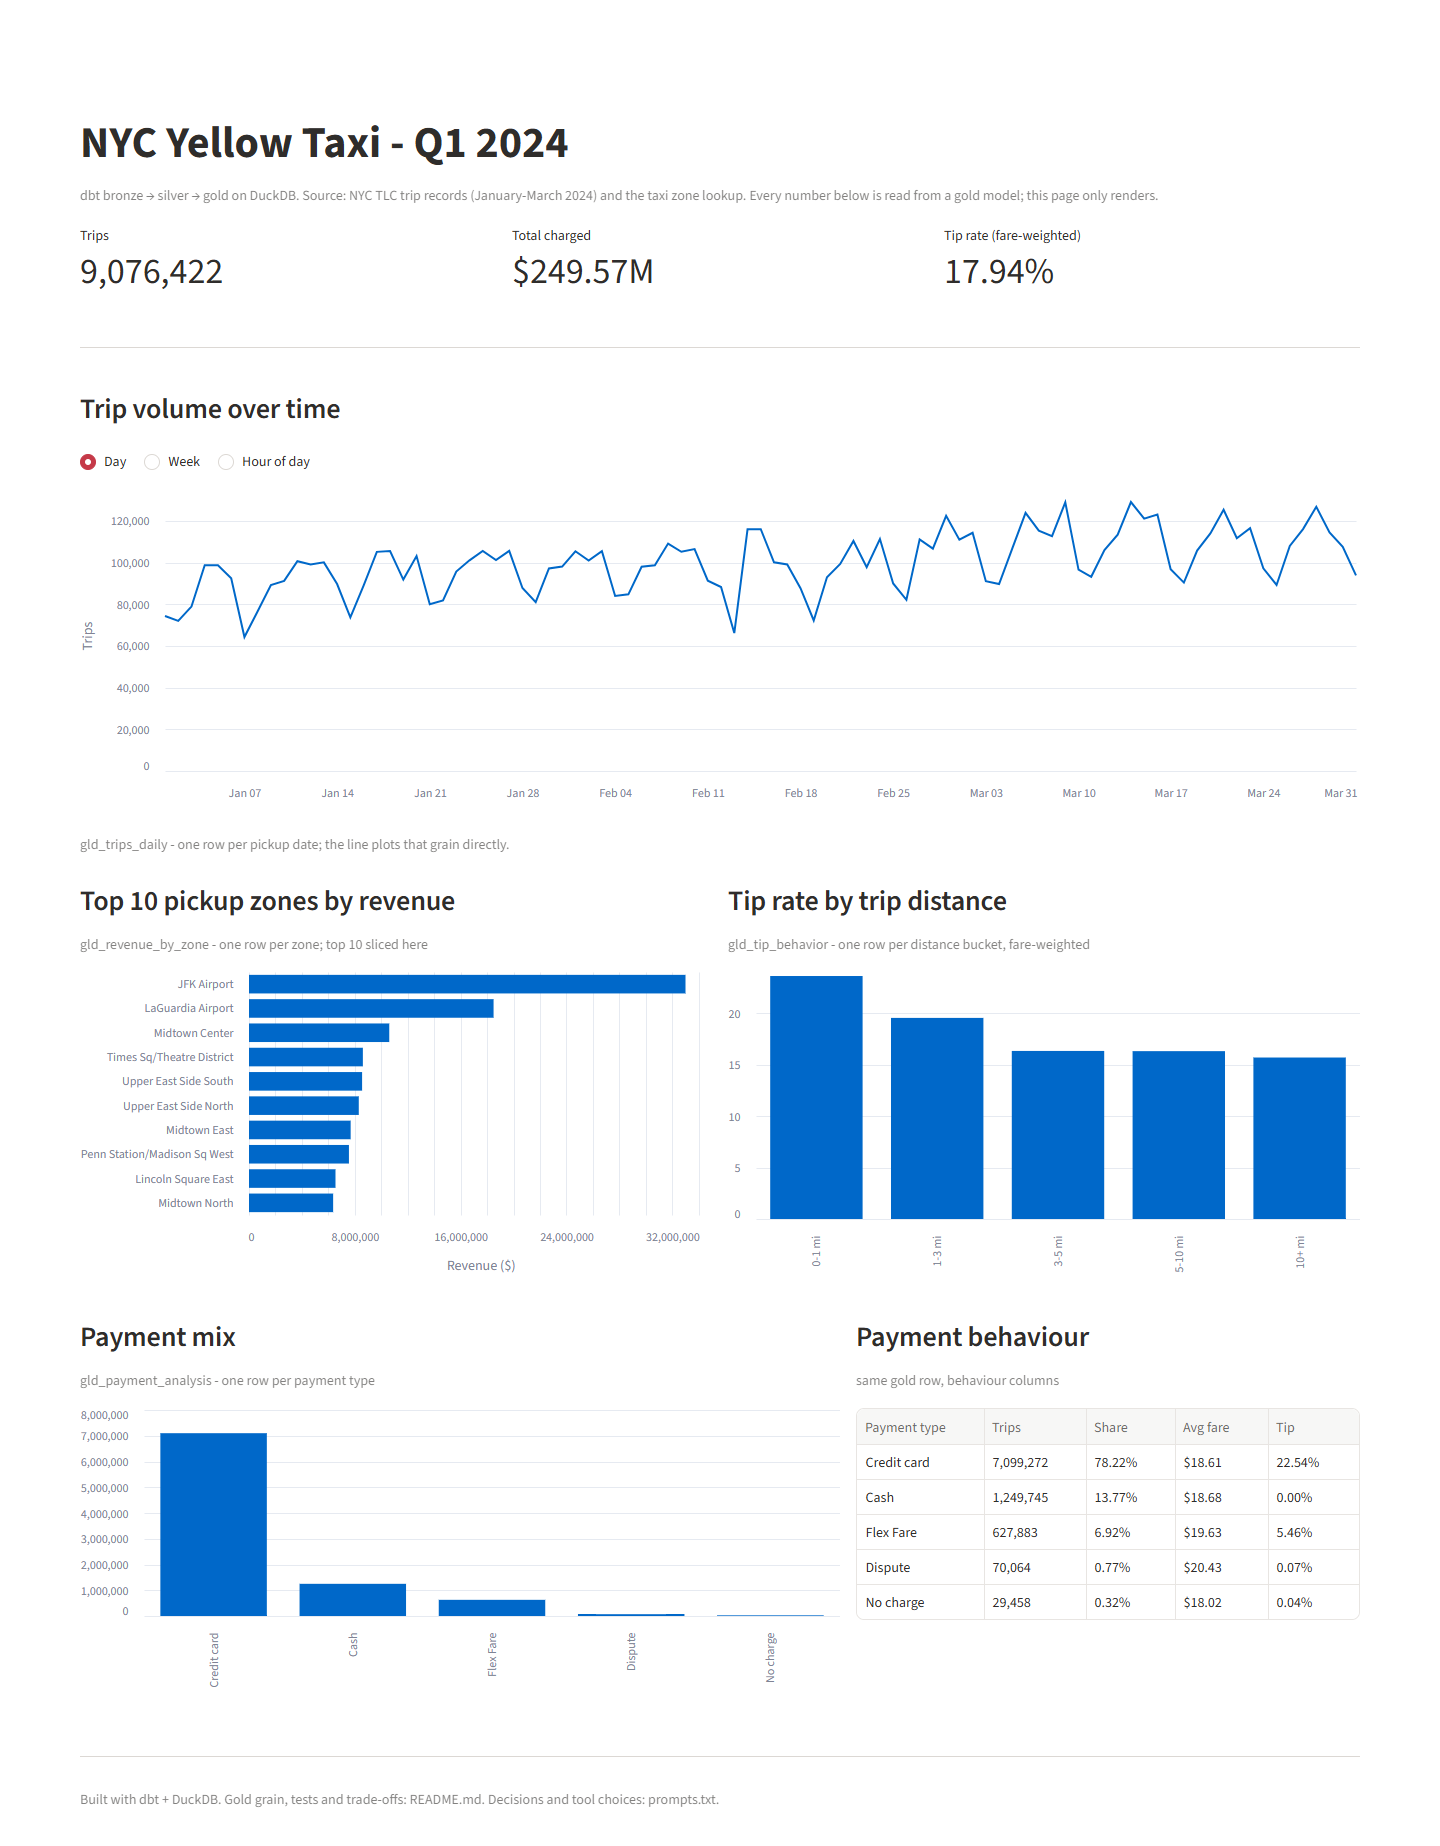 NYC Yellow Taxi - Q1 2024
dbt bronze → silver → gold on DuckDB. Source: NYC TLC trip records (January-March 2024) and the taxi zone lookup. Every number below is read from a gold model; this page only renders.
Trips
9,076,422
Total charged
$249.57M
Tip rate (fare-weighted)
17.94%
Trip volume over time
Day Week Hour of day
Trips
120,000
100,000
80,000
60,000
40,000
20,000
0
Jan 07 Jan 14 Jan 21 Jan 28 Feb 04 Feb 11 Feb 18 Feb 25 Mar 03 Mar 10 Mar 17 Mar 24 Mar 31
gld_trips_daily - one row per pickup date; the line plots that grain directly.
Top 10 pickup zones by revenue
gld_revenue_by_zone - one row per zone; top 10 sliced here
JFK Airport
LaGuardia Airport
Midtown Center
Times Sq/Theatre District
Upper East Side South
Upper East Side North
Midtown East
Penn Station/Madison Sq West
Lincoln Square East
Midtown North
0 8,000,000 16,000,000 24,000,000 32,000,000
Revenue ($)
Tip rate by trip distance
gld_tip_behavior - one row per distance bucket, fare-weighted
20
15
10
5
0
0-1 mi
1-3 mi
3-5 mi
5-10 mi
10+ mi
Payment mix
gld_payment_analysis - one row per payment type
8,000,000
7,000,000
6,000,000
5,000,000
4,000,000
3,000,000
2,000,000
1,000,000
0
Credit card
Cash
Flex Fare
Dispute
No charge
Payment behaviour
same gold row, behaviour columns
Payment type Trips Share Avg fare Tip
Credit card 7,099,272 78.22% $18.61 22.54%
Cash 1,249,745 13.77% $18.68 0.00%
Flex Fare 627,883 6.92% $19.63 5.46%
Dispute 70,064 0.77% $20.43 0.07%
No charge 29,458 0.32% $18.02 0.04%
Built with dbt + DuckDB. Gold grain, tests and trade-offs: README.md. Decisions and tool choices: prompts.txt.